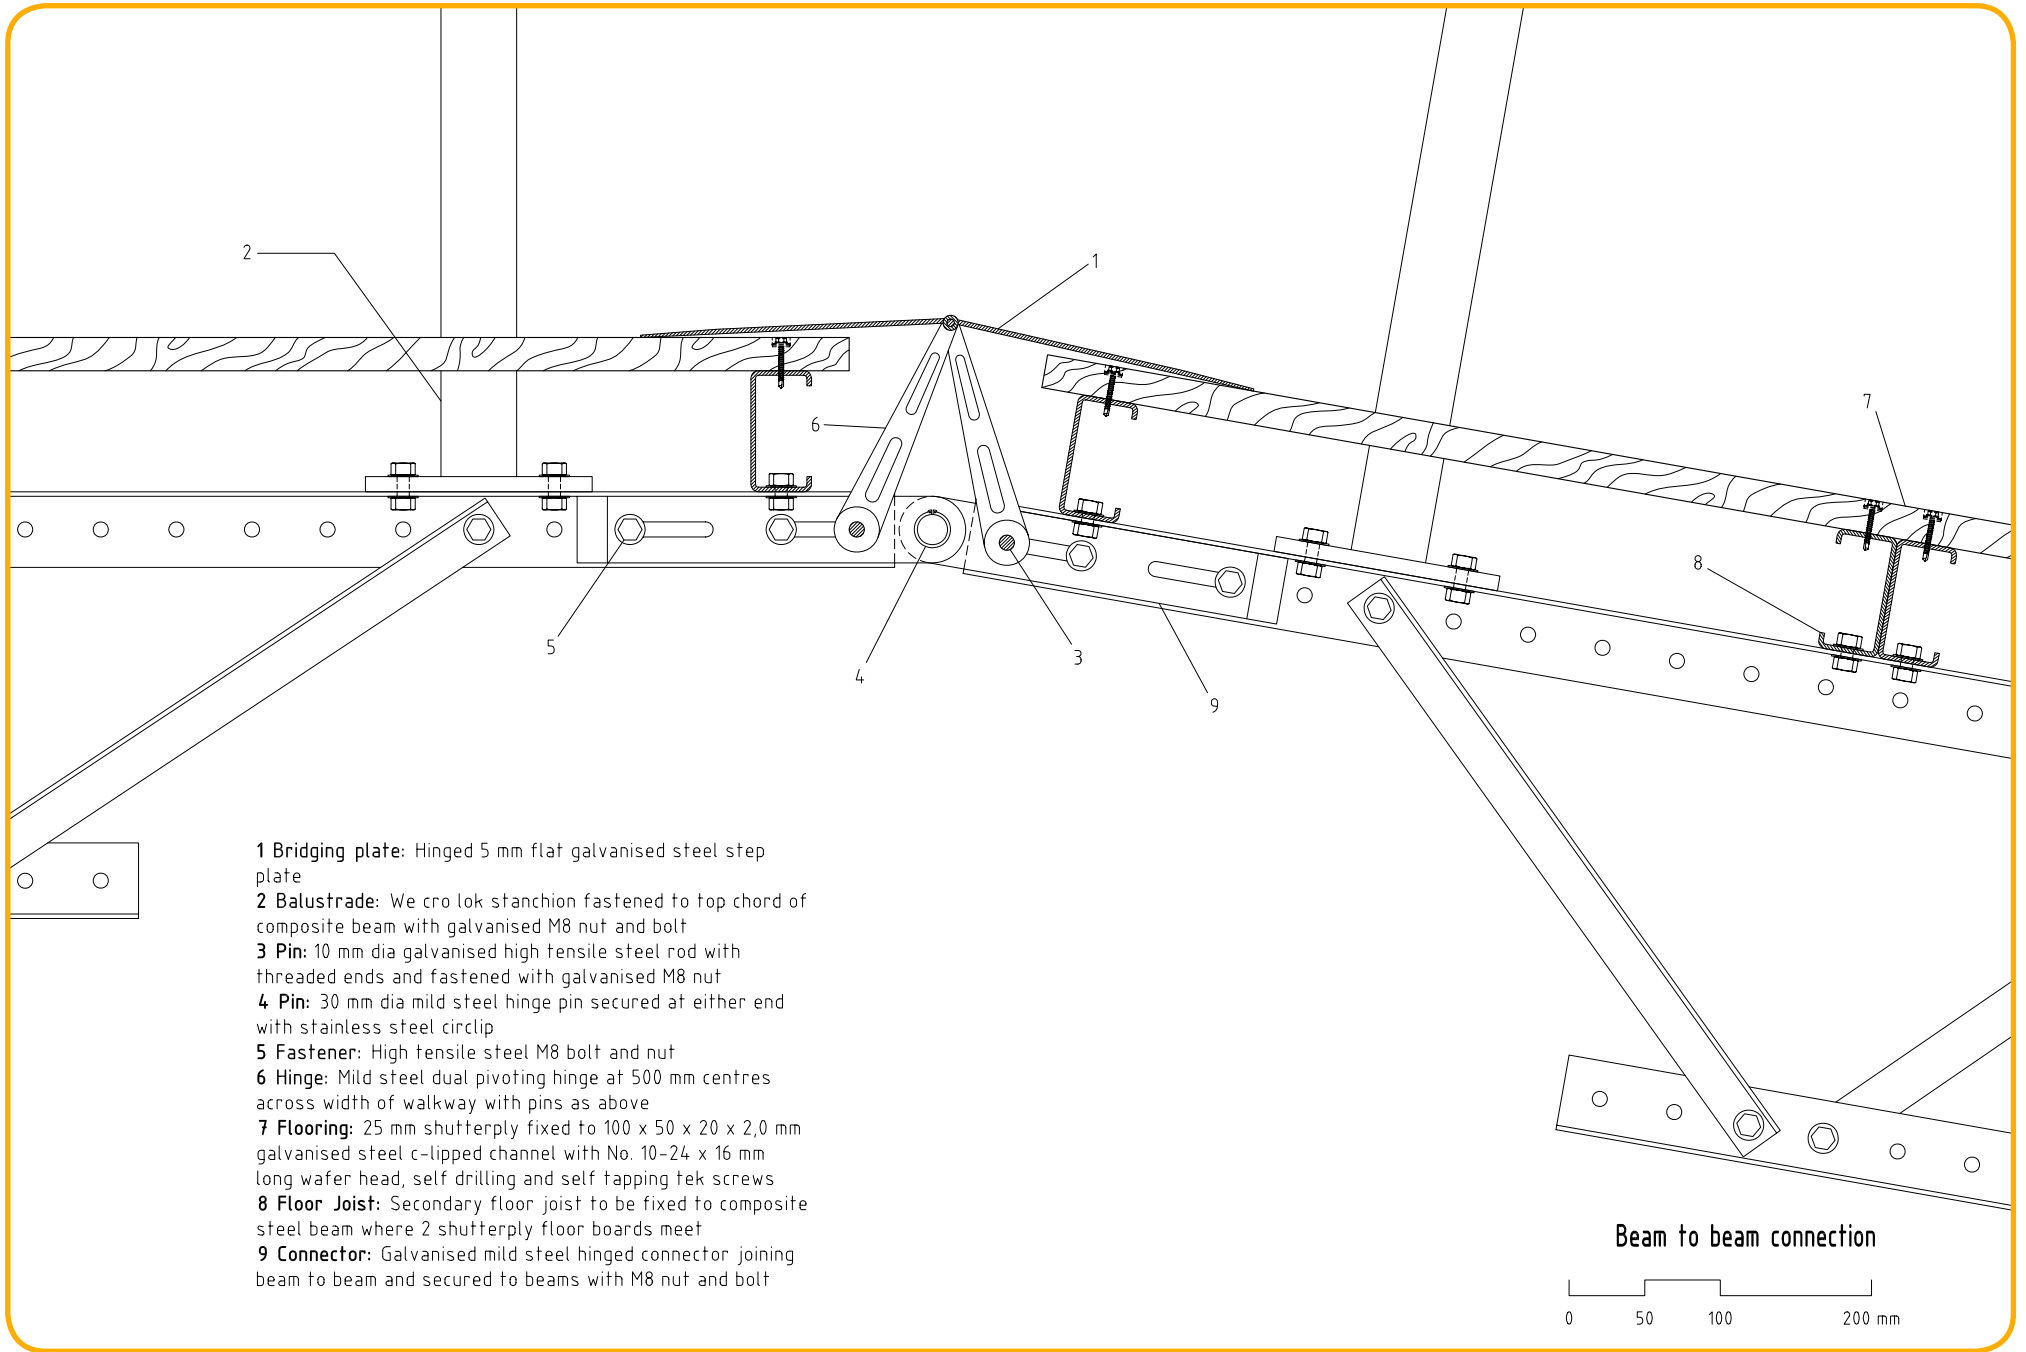 2
1
7
6
8
5
4
3
9
1 Bridging plate: Hinged 5 mm flat galvanised steel step
plate
2 Balustrade: We cro lok stanchion fastened to top chord of
composite beam with galvanised M8 nut and bolt
3 Pin: 10 mm dia galvanised high tensile steel rod with
threaded ends and fastened with galvanised M8 nut
4 Pin: 30 mm dia mild steel hinge pin secured at either end
with stainless steel circlip
5 Fastener: High tensile steel M8 bolt and nut
6 Hinge: Mild steel dual pivoting hinge at 500 mm centres
across width of walkway with pins as above
7 Flooring: 25 mm shutterply fixed to 100 x 50 x 20 x 2,0 mm
galvanised steel c-lipped channel with No. 10-24 x 16 mm
long wafer head, self drilling and self tapping tek screws
8 Floor Joist: Secondary floor joist to be fixed to composite
steel beam where 2 shutterply floor boards meet
9 Connector: Galvanised mild steel hinged connector joining
beam to beam and secured to beams with M8 nut and bolt
Beam to beam connection
0 50 100 200 mm